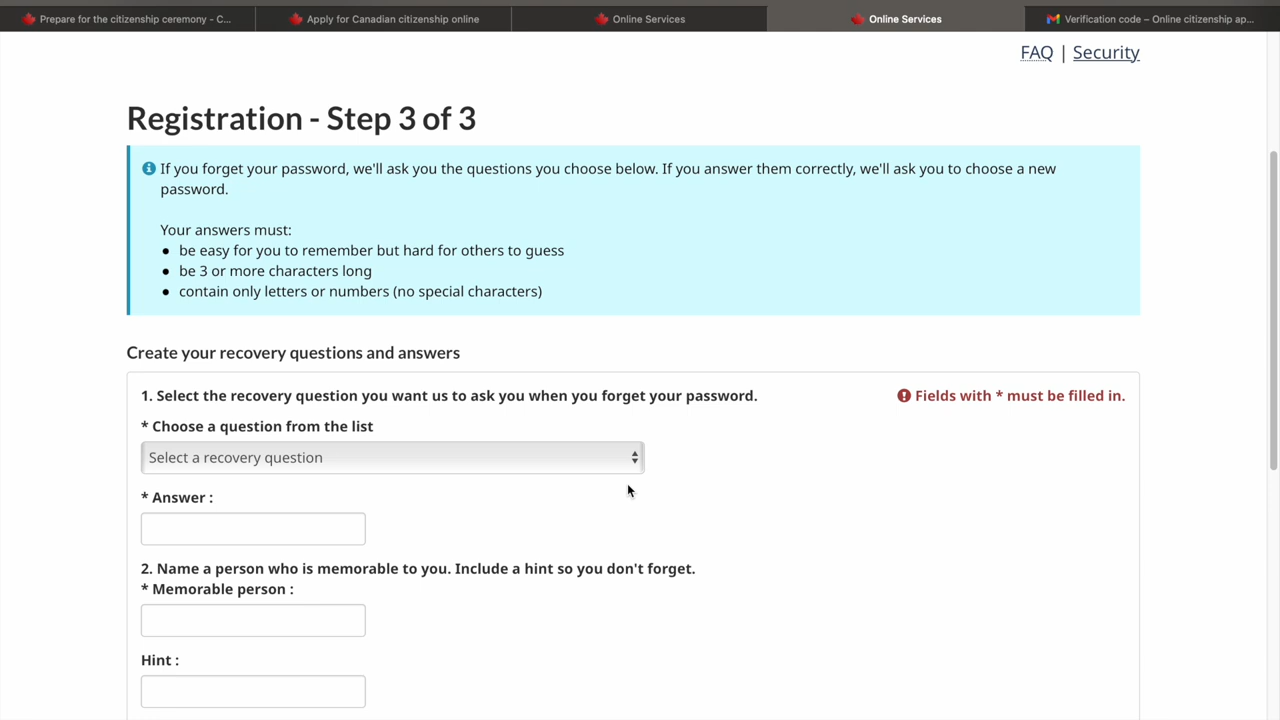 Prepare for the citizenship ceremony - C...
Apply for Canadian citizenship online
Online Services
Online Services
Verification code – Online citizenship ap...
FAQ | Security
Registration - Step 3 of 3
If you forget your password, we'll ask you the questions you choose below. If you answer them correctly, we'll ask you to choose a new
password.
Your answers must:
● be easy for you to remember but hard for others to guess
● be 3 or more characters long
● contain only letters or numbers (no special characters)
Create your recovery questions and answers
1. Select the recovery question you want us to ask you when you forget your password.
Fields with * must be filled in.
* Choose a question from the list
Select a recovery question
* Answer :
2. Name a person who is memorable to you. Include a hint so you don't forget.
* Memorable person :
Hint :